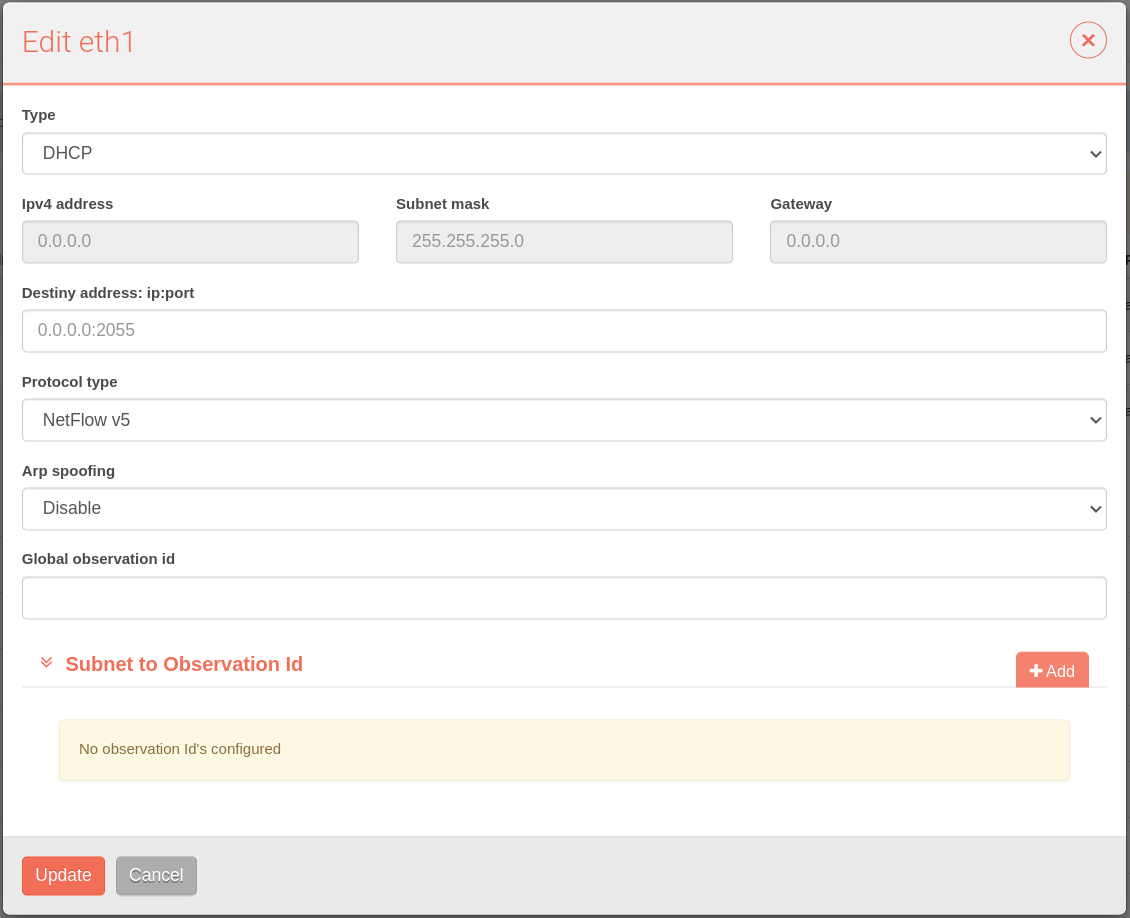 Edit eth1
Type
DHCP
Ipv4 address
Subnet mask
Gateway
0.0.0.0
255.255.255.0
0.0.0.0
Destiny address: ip:port
0.0.0.0:2055
Protocol type
NetFlow v5
Arp spoofing
Disable
Global observation id
Subnet to Observation Id
Add
No observation Id's configured
Update
Cancel